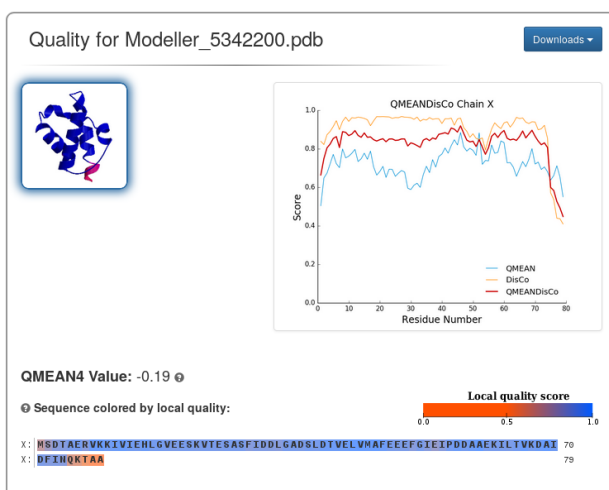 Quality for Modeller_5342200.pdb
Downloads
QMEANDisCo Chain X
1.0
0.8
0.6
0.4
0.2
0.0
Score
0 10 20 30 40 50 60 70 80
Residue Number
QMEAN
DisCo
QMEANDisCo
QMEAN4 Value: -0.19
Sequence colored by local quality:
Local quality score
0.0 0.5 1.0
X: MSDTAERVKKIVIEHLGVEESKVTESASFIDDLGADSLDTVELVMAFEEEFGIEIPDDAAEKILTVKDAI 70
X: DFINQKTAA 79